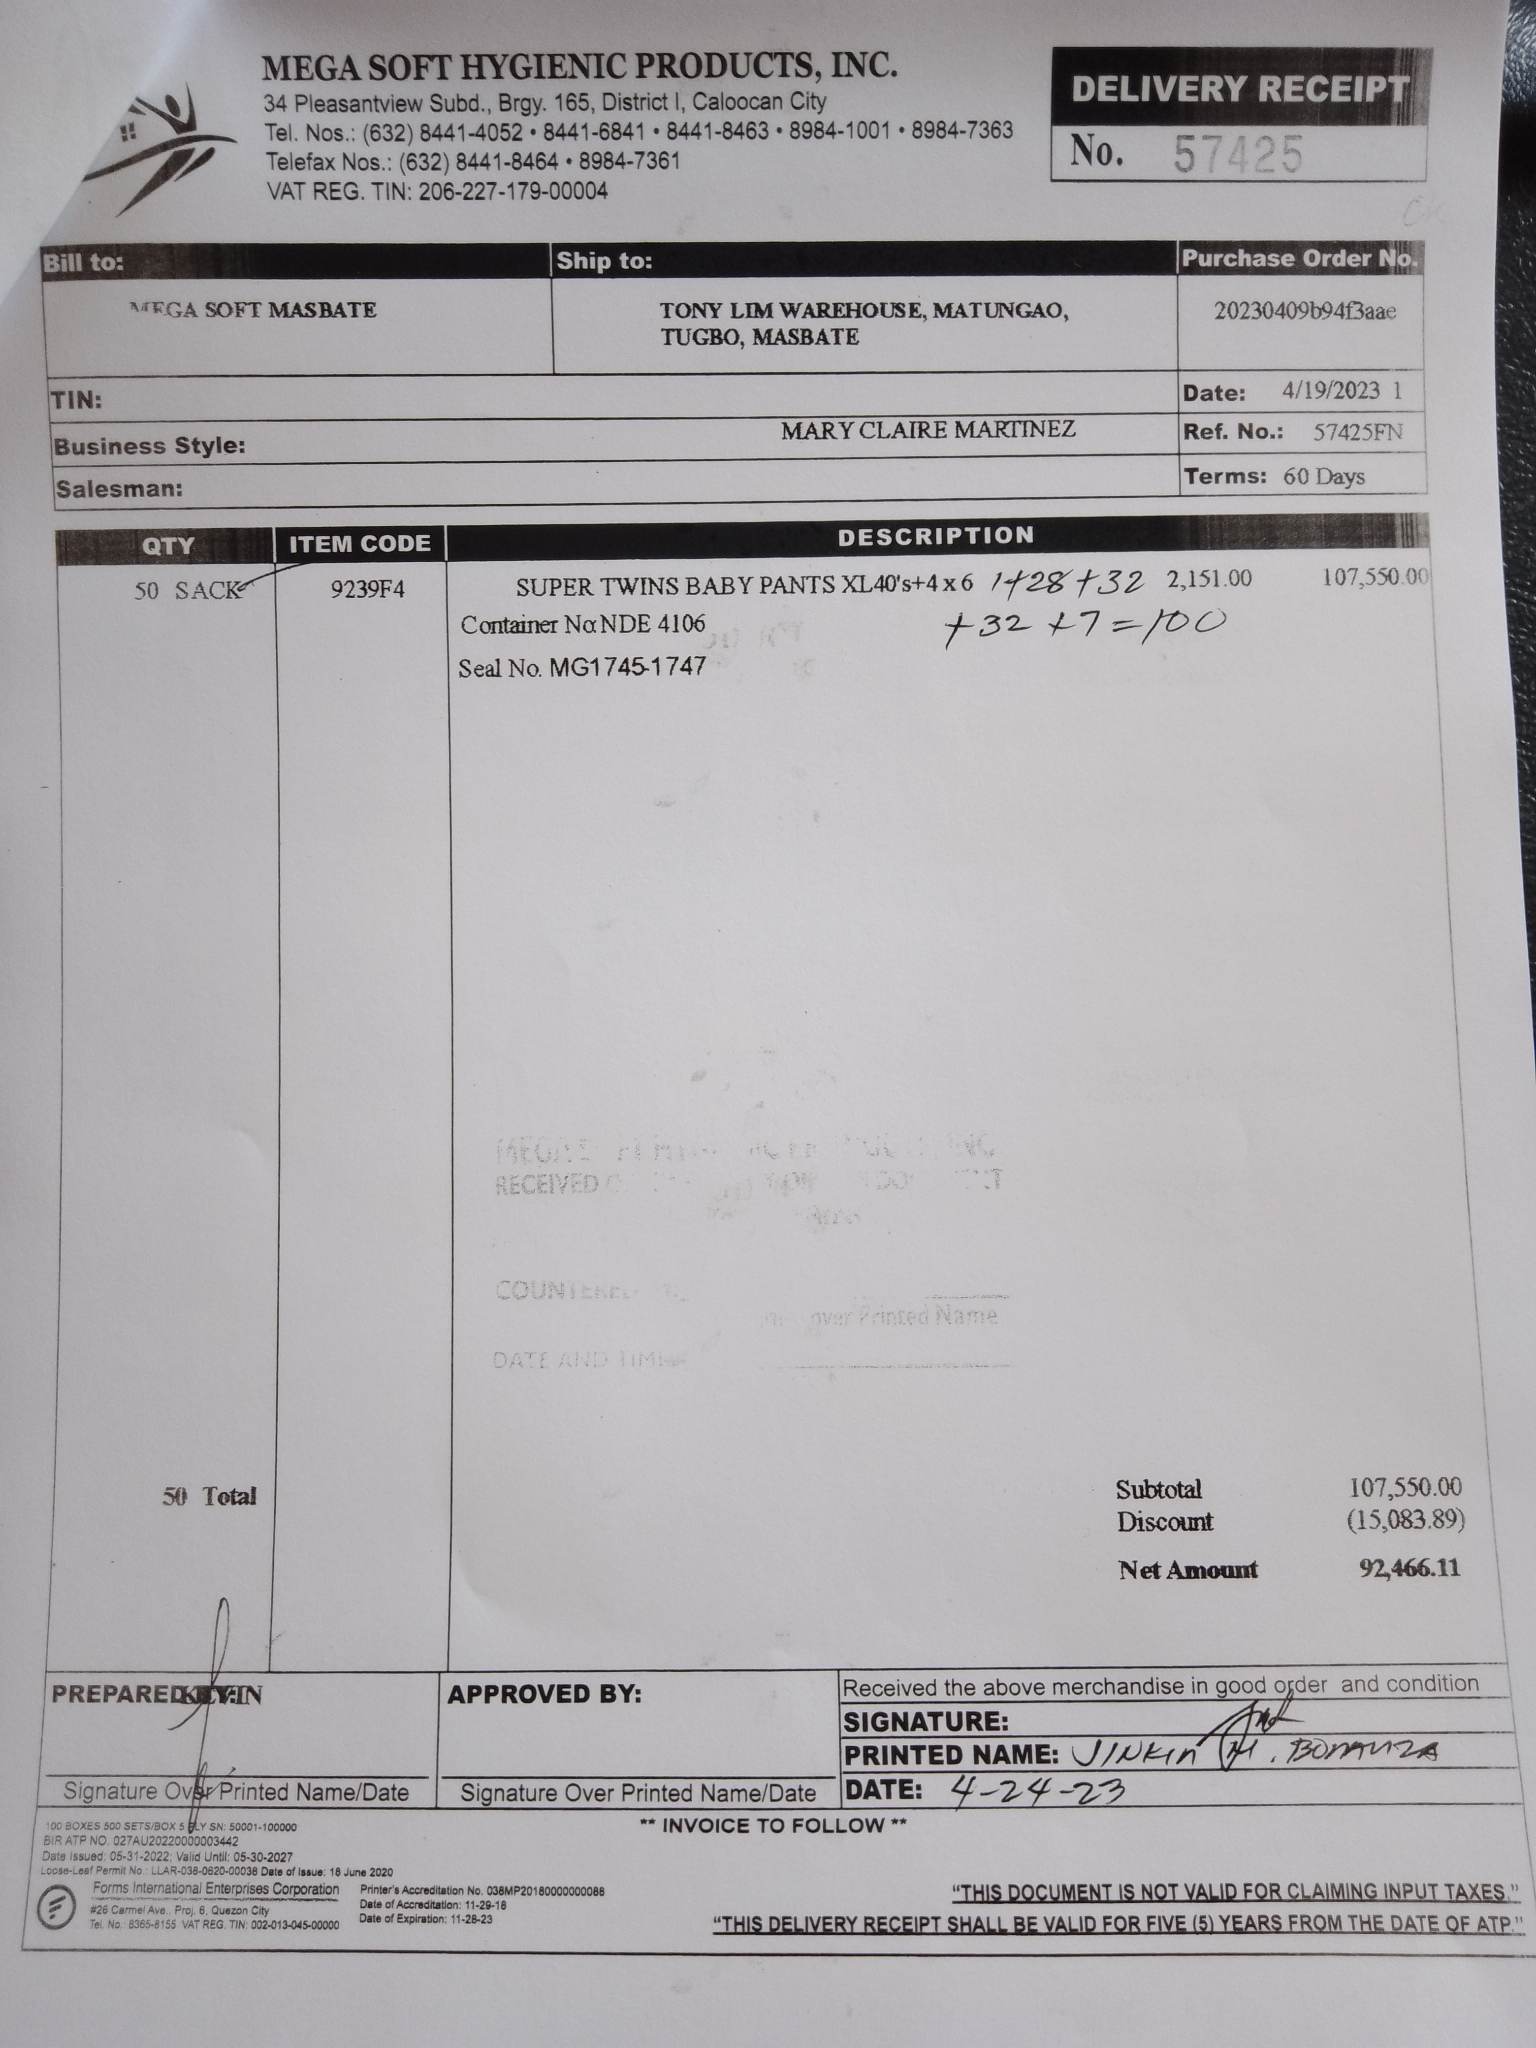 MEGA SOFT HYGIENIC PRODUCTS, INC.
34 Pleasantview Subd., Brgy. 165, District I, Caloocan City
Tel. Nos.: (632) 8441-4052 • 8441-6841 • 8441-8463 • 8984-1001 • 8984-7363
Telefax Nos.: (632) 8441-8464 • 8984-7361
VAT REG. TIN: 206-227-179-00004
DELIVERY RECEIPT
No. 57425
Bill to: Ship to: Purchase Order No.
MEGA SOFT MASBATE
TONY LIM WAREHOUSE, MATUNGAO,
TUGBO, MASBATE
20230409b94f3aae
TIN:
Date: 4/19/2023 1
Business Style: MARY CLAIRE MARTINEZ
Ref. No.: 57425FN
Salesman:
Terms: 60 Days
QTY ITEM CODE DESCRIPTION
50 SACK 9239F4 SUPER TWINS BABY PANTS XL40's+4 x 6 1+28+32 2,151.00 107,550.00
Container No: NDE 4106 +32 +7=100
Seal No. MG1745-1747
RECEIVED
DATE AND TIME
over Printed Name
50 Total
Subtotal 107,550.00
Discount (15,083.89)
Net Amount 92,466.11
PREPARED BY: KEVIN
Signature Over Printed Name/Date
APPROVED BY:
Signature Over Printed Name/Date
Received the above merchandise in good order and condition
SIGNATURE:
PRINTED NAME: JINKIN M. BONAUZA
DATE: 4-24-23
100 BOXES 500 SETS/BOX 5 PLY SN: 50001-100000
BIR ATP NO. 027AU20220000003442
Date Issued: 05-31-2022; Valid Until: 05-30-2027
Loose-Leaf Permit No.: LLAR-038-0620-00038 Date of Issue: 18 June 2020
Forms International Enterprises Corporation
#26 Carmel Ave., Proj. 6, Quezon City
Tel. No.: 8365-8155 VAT REG. TIN: 002-013-045-00000
Printer's Accreditation No. 038MP20180000000088
Date of Accreditation: 11-29-18
Date of Expiration: 11-28-23
** INVOICE TO FOLLOW **
"THIS DOCUMENT IS NOT VALID FOR CLAIMING INPUT TAXES."
"THIS DELIVERY RECEIPT SHALL BE VALID FOR FIVE (5) YEARS FROM THE DATE OF ATP."